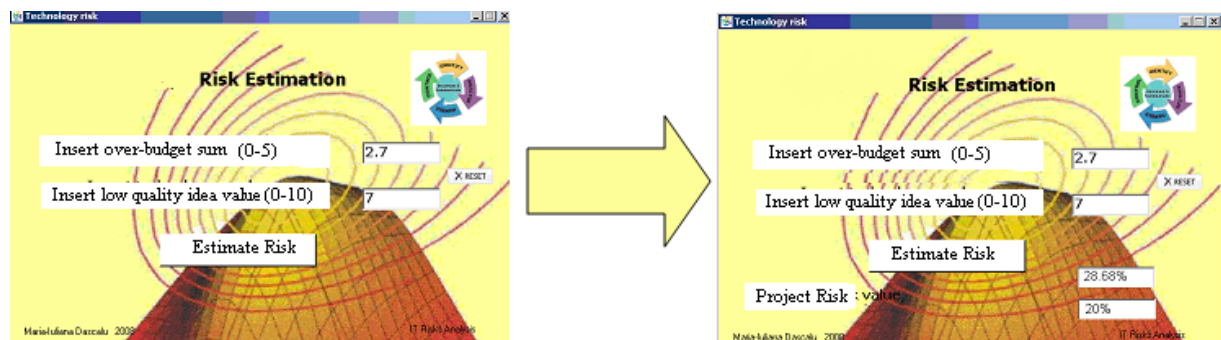 Technology risk
Risk Estimation
Insert over-budget sum (0-5)
2.7
RESET
Insert low quality idea value (0-10)
7
Estimate Risk
Maria-Iuliana Dascalu 2008
IT Risks Analysis
Technology risk
Risk Estimation
Insert over-budget sum (0-5)
2.7
RESET
Insert low quality idea value (0-10)
7
Estimate Risk
28.68%
Project Risk value
20%
Maria-Iuliana Dascalu 2008
IT Risks Analysis